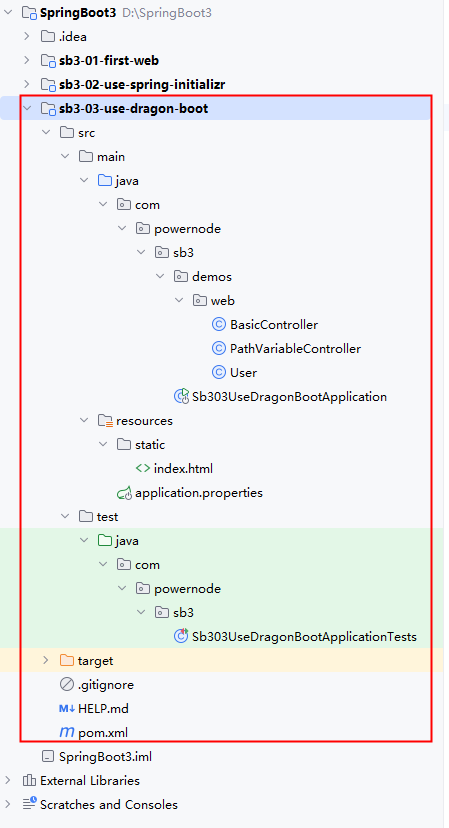 SpringBoot3 D:\SpringBoot3
.idea
sb3-01-first-web
sb3-02-use-spring-initializr
sb3-03-use-dragon-boot
src
main
java
com
powernode
sb3
demos
web
BasicController
PathVariableController
User
Sb303UseDragonBootApplication
resources
static
index.html
application.properties
test
java
com
powernode
sb3
Sb303UseDragonBootApplicationTests
target
.gitignore
HELP.md
pom.xml
SpringBoot3.iml
External Libraries
Scratches and Consoles